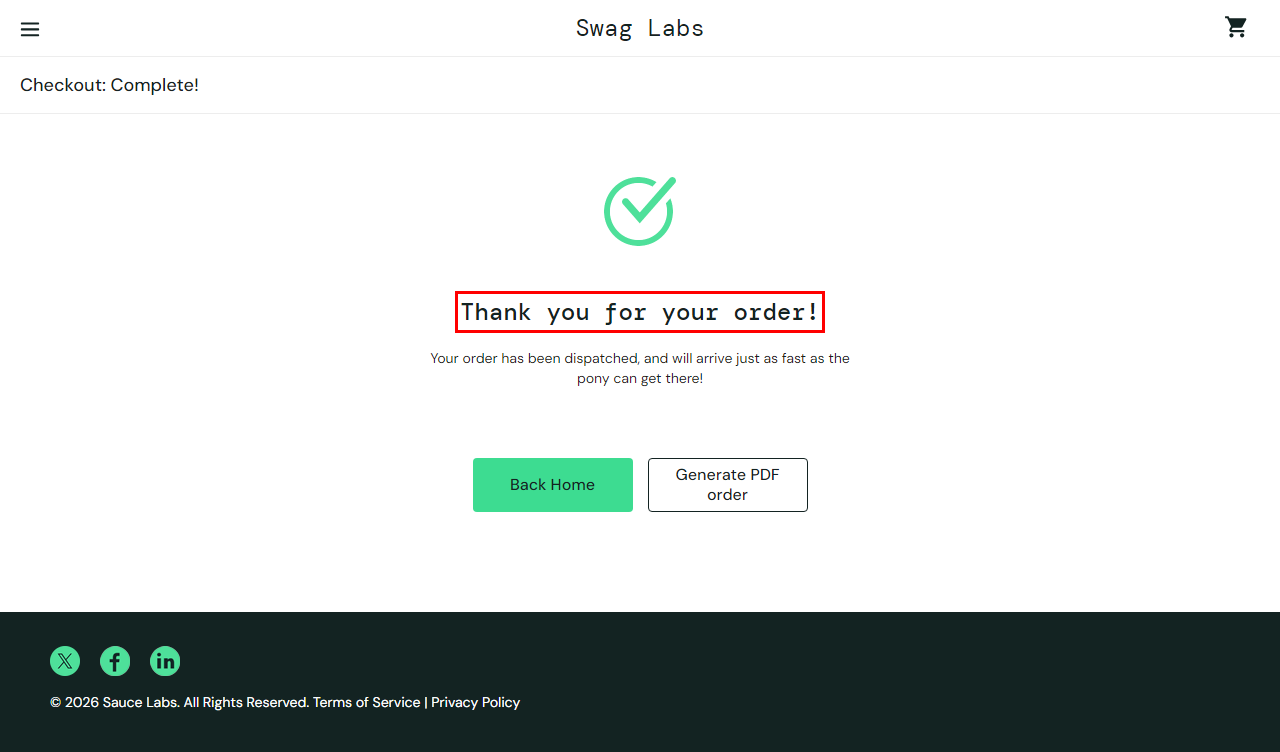 Swag Labs
Checkout: Complete!
Thank you for your order!
Your order has been dispatched, and will arrive just as fast as the
pony can get there!
Back Home
Generate PDF
order
© 2026 Sauce Labs. All Rights Reserved. Terms of Service | Privacy Policy